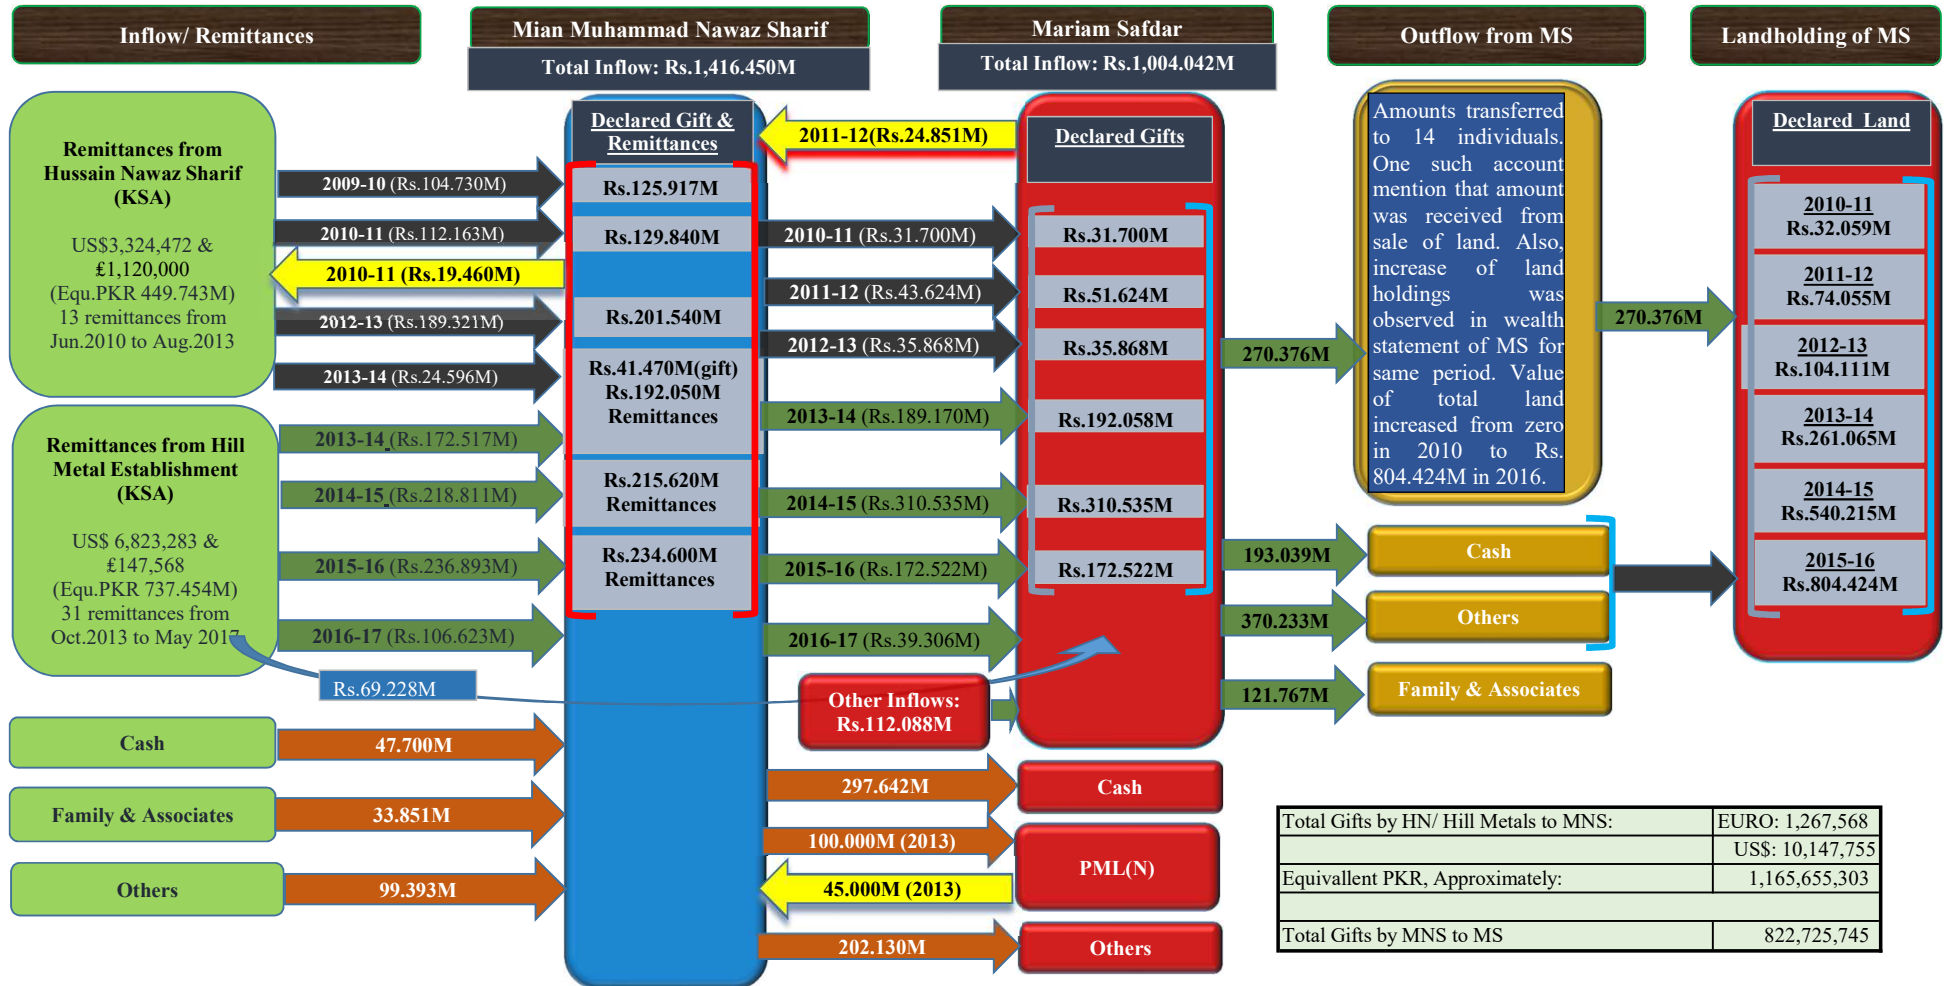 Inflow/ Remittances
Mian Muhammad Nawaz Sharif
Total Inflow: Rs.1,416.450M
Mariam Safdar
Total Inflow: Rs.1,004.042M
Outflow from MS
Landholding of MS
Remittances from
Hussain Nawaz Sharif
(KSA)
US$3,324,472 &
£1,120,000
(Equ.PKR 449.743M)
13 remittances from
Jun.2010 to Aug.2013
Remittances from Hill
Metal Establishment
(KSA)
US$ 6,823,283 &
£147,568
(Equ.PKR 737.454M)
31 remittances from
Oct.2013 to May 2017
Cash
Family & Associates
Others
2009-10 (Rs.104.730M)
2010-11 (Rs.112.163M)
2010-11 (Rs.19.460M)
2012-13 (Rs.189.321M)
2013-14 (Rs.24.596M)
2013-14 (Rs.172.517M)
2014-15 (Rs.218.811M)
2015-16 (Rs.236.893M)
2016-17 (Rs.106.623M)
Rs.69.228M
47.700M
33.851M
99.393M
Declared Gift &
Remittances
Rs.125.917M
Rs.129.840M
Rs.201.540M
Rs.41.470M(gift)
Rs.192.050M
Remittances
Rs.215.620M
Remittances
Rs.234.600M
Remittances
2011-12(Rs.24.851M)
2010-11 (Rs.31.700M)
2011-12 (Rs.43.624M)
2012-13 (Rs.35.868M)
2013-14 (Rs.189.170M)
2014-15 (Rs.310.535M)
2015-16 (Rs.172.522M)
2016-17 (Rs.39.306M)
Other Inflows:
Rs.112.088M
297.642M
100.000M (2013)
45.000M (2013)
202.130M
Declared Gifts
Rs.31.700M
Rs.51.624M
Rs.35.868M
Rs.192.058M
Rs.310.535M
Rs.172.522M
Cash
PML(N)
Others
270.376M
193.039M
370.233M
121.767M
Amounts transferred
to 14 individuals.
One such account
mention that amount
was received from
sale of land. Also,
increase of land
holdings was
observed in wealth
statement of MS for
same period. Value
of total land
increased from zero
in 2010 to Rs.
804.424M in 2016.
Cash
Others
Family & Associates
270.376M
Declared Land
2010-11
Rs.32.059M
2011-12
Rs.74.055M
2012-13
Rs.104.111M
2013-14
Rs.261.065M
2014-15
Rs.540.215M
2015-16
Rs.804.424M
Total Gifts by HN/ Hill Metals to MNS: EURO: 1,267,568
US$: 10,147,755
Equivallent PKR, Approximately: 1,165,655,303
Total Gifts by MNS to MS 822,725,745